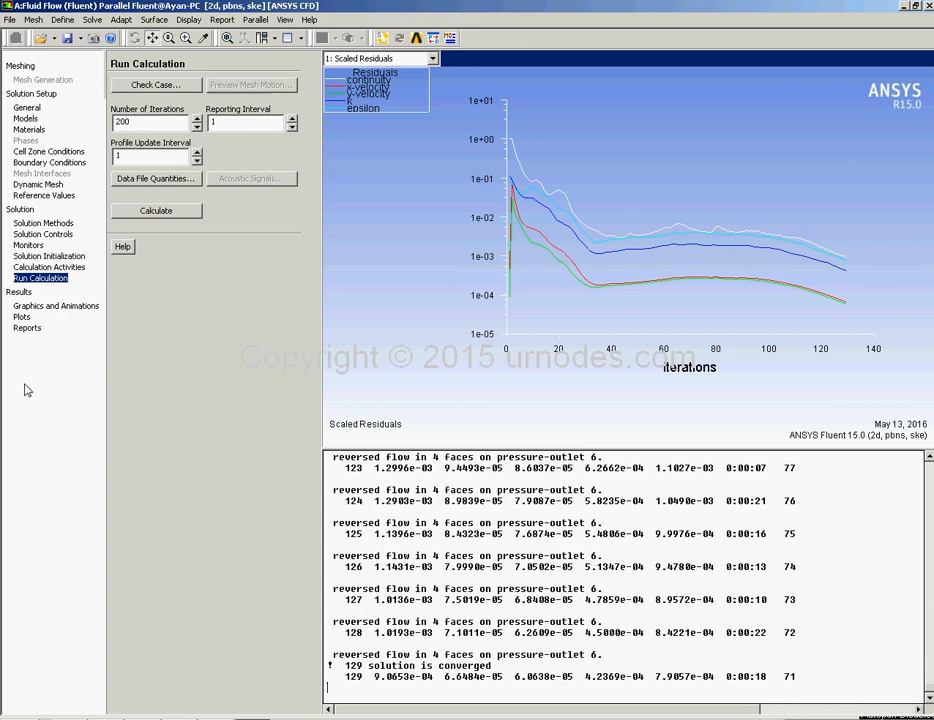 A:Fluid Flow (Fluent) Parallel Fluent@Ayan-PC [2d, pbns, ske] [ANSYS CFD]
File Mesh Define Solve Adapt Surface Display Report Parallel View Help
Meshing
Mesh Generation
Solution Setup
General
Models
Materials
Phases
Cell Zone Conditions
Boundary Conditions
Mesh Interfaces
Dynamic Mesh
Reference Values
Solution
Solution Methods
Solution Controls
Monitors
Solution Initialization
Calculation Activities
Run Calculation
Results
Graphics and Animations
Plots
Reports
Run Calculation
Check Case... Preview Mesh Motion...
Number of Iterations Reporting Interval
200 1
Profile Update Interval
1
Data File Quantities... Acoustic Signals...
Calculate
Help
1: Scaled Residuals
Residuals
continuity
x-velocity
y-velocity
k
epsilon
ANSYS
R15.0
1e+01
1e+00
1e-01
1e-02
1e-03
1e-04
1e-05
0 20 40 60 80 100 120 140
Iterations
Copyright © 2015 urnodes.com
Scaled Residuals May 13, 2016
ANSYS Fluent 15.0 (2d, pbns, ske)
reversed flow in 4 faces on pressure-outlet 6.
123 1.2996e-03 9.4493e-05 8.6037e-05 6.2662e-04 1.1027e-03 0:00:07 77
reversed flow in 4 faces on pressure-outlet 6.
124 1.2903e-03 8.9839e-05 7.9087e-05 5.8235e-04 1.0490e-03 0:00:21 76
reversed flow in 4 faces on pressure-outlet 6.
125 1.1396e-03 8.4323e-05 7.6874e-05 5.4806e-04 9.9976e-04 0:00:16 75
reversed flow in 4 faces on pressure-outlet 6.
126 1.1431e-03 7.9990e-05 7.0502e-05 5.1347e-04 9.4780e-04 0:00:13 74
reversed flow in 4 faces on pressure-outlet 6.
127 1.0136e-03 7.5019e-05 6.8408e-05 4.7859e-04 8.9572e-04 0:00:10 73
reversed flow in 4 faces on pressure-outlet 6.
128 1.0193e-03 7.1011e-05 6.2609e-05 4.5000e-04 8.4221e-04 0:00:22 72
reversed flow in 4 faces on pressure-outlet 6.
! 129 solution is converged
129 9.0653e-04 6.6484e-05 6.0638e-05 4.2369e-04 7.9057e-04 0:00:18 71